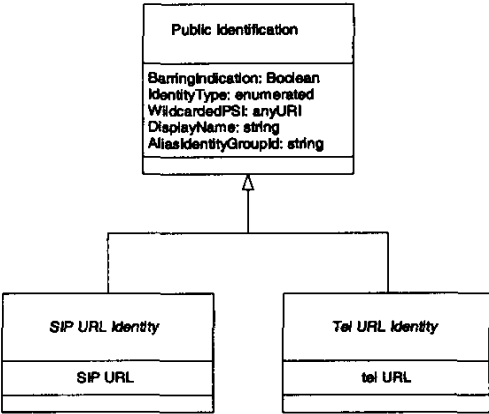 Public Identification
BarringIndication: Boolean
IdentityType: enumerated
WildcardedPSI: anyURI
DisplayName: string
AliasIdentityGroupId: string
SIP URL Identity
SIP URL
Tel URL Identity
tel URL